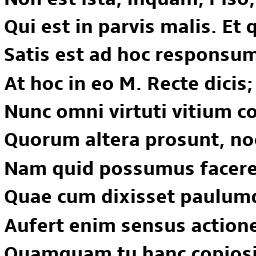 Non est ista, inquam, Piso,
Qui est in parvis malis. Et q
Satis est ad hoc responsum
At hoc in eo M. Recte dicis;
Nunc omni virtuti vitium co
Quorum altera prosunt, noc
Nam quid possumus facere
Quae cum dixisset paulumq
Aufert enim sensus actione
Quamquam tu hanc copiosi